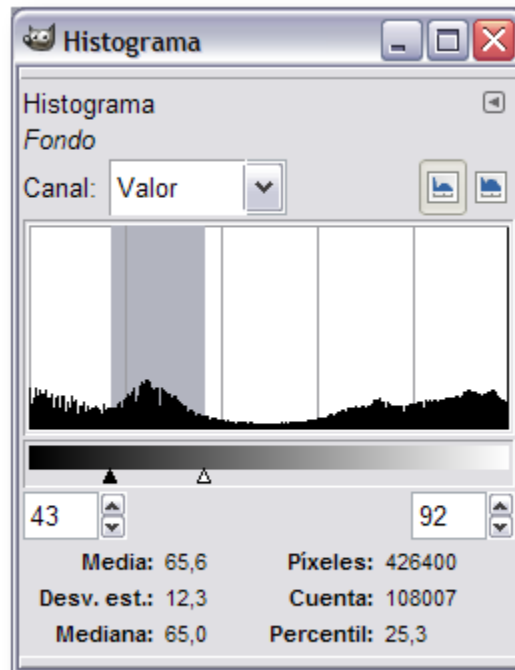 Histograma
Histograma
Fondo
Canal: Valor
43 92
Media: 65,6 Píxeles: 426400
Desv. est.: 12,3 Cuenta: 108007
Mediana: 65,0 Percentil: 25,3